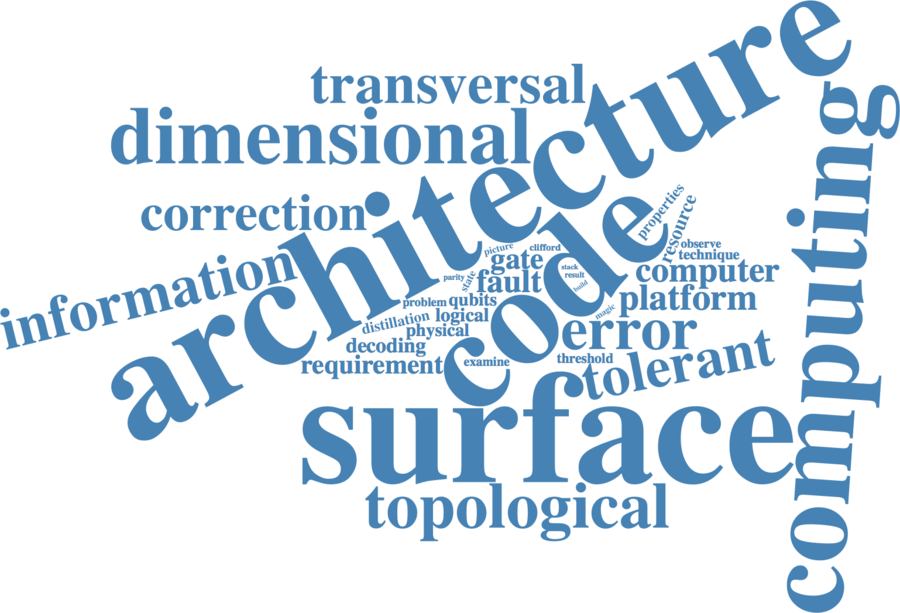 transversal
dimensional
architecture
computing
correction
information
code
properties
resource
observe
technique
picture
clifford
gate
stack
result
build
parity
state
fault
computer
platform
magic
problem
qubits
distillation
logical
physical
error
decoding
requirement
examine
threshold
tolerant
surface
topological